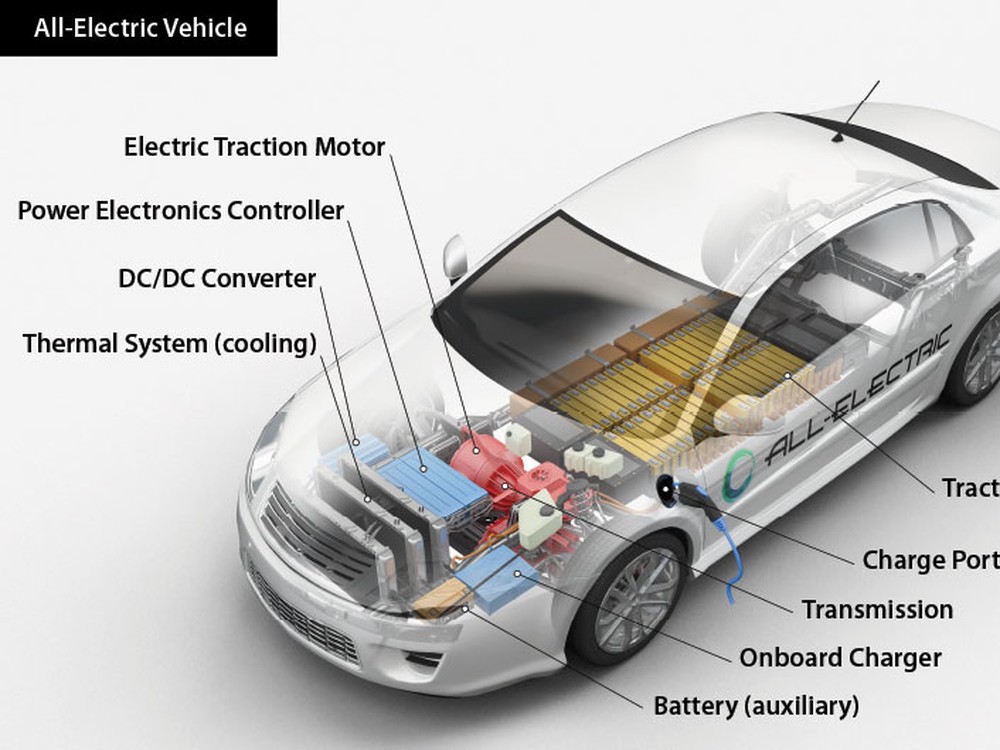 All-Electric Vehicle
Electric Traction Motor
Power Electronics Controller
DC/DC Converter
Thermal System (cooling)
ALL-ELECTRIC
Tract
Charge Port
Transmission
Onboard Charger
Battery (auxiliary)